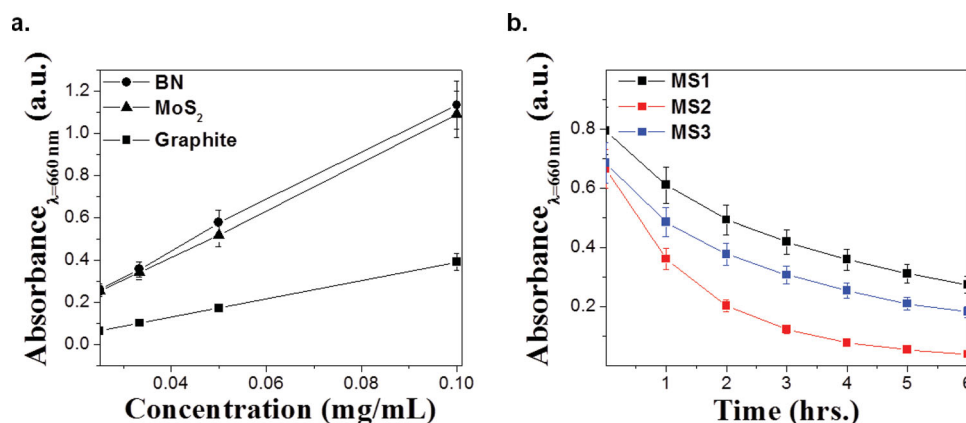 a.
Absorbance λ=660 nm (a.u.)
1.2
1.0
0.8
0.6
0.4
0.2
0.0
BN
MoS₂
Graphite
0.04
0.06
0.08
0.10
Concentration (mg/mL)
b.
Absorbance λ=660 nm (a.u.)
0.8
0.6
0.4
0.2
MS1
MS2
MS3
1
2
3
4
5
6
Time (hrs.)